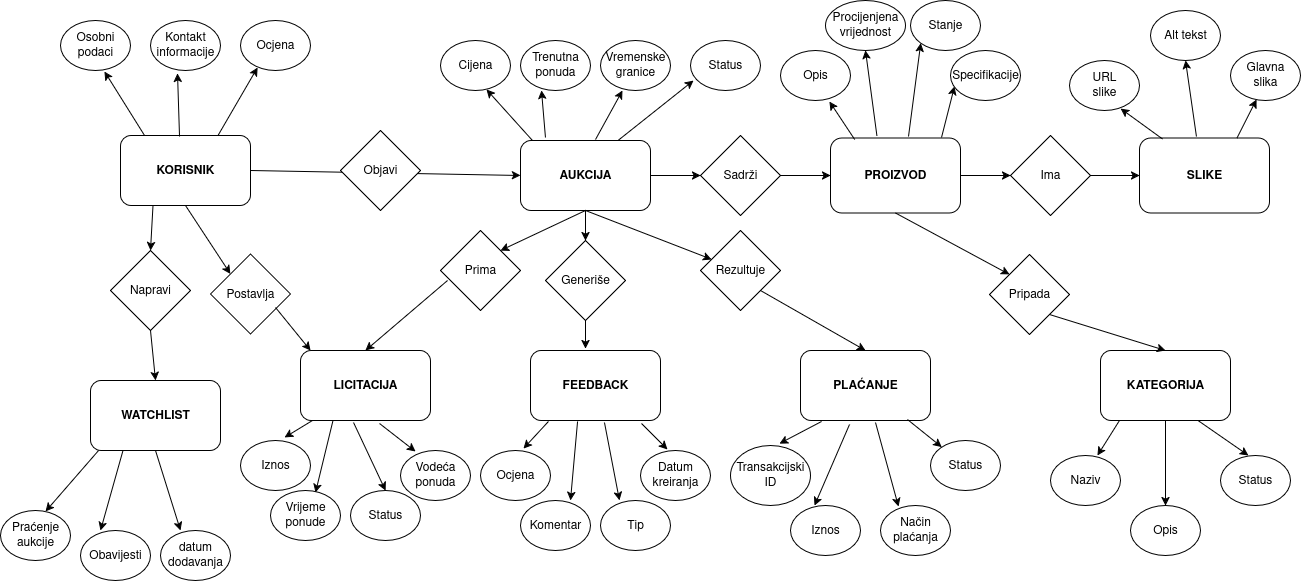 Osobni
podaci
Kontakt
informacije
Ocjena
Cijena
Trenutna
ponuda
Vremenske
granice
Status
Procijenjena
vrijednost
Stanje
Opis
Specifikacije
URL
slike
Alt tekst
Glavna
slika
KORISNIK
Objavi
AUKCIJA
Sadrži
PROIZVOD
Ima
SLIKE
Napravi
Postavlja
Prima
Generiše
Rezultuje
Pripada
WATCHLIST
LICITACIJA
FEEDBACK
PLAĆANJE
KATEGORIJA
Praćenje
aukcije
Obavijesti
datum
dodavanja
Iznos
Vrijeme
ponude
Status
Vodeća
ponuda
Ocjena
Komentar
Tip
Datum
kreiranja
Transakcijski
ID
Iznos
Način
plaćanja
Status
Naziv
Opis
Status